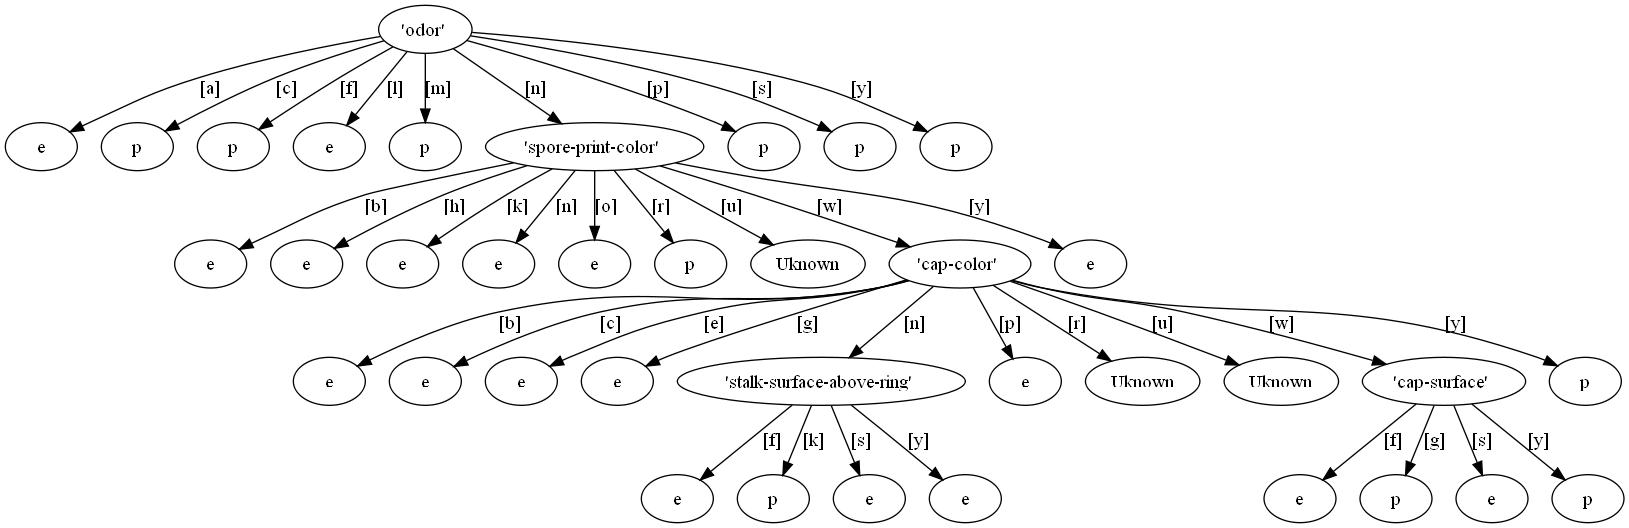 'odor'
[a] [c] [f] [l] [m] [n] [p] [s] [y]
e p p e p 'spore-print-color' p p p
[b] [h] [k] [n] [o] [r] [u] [w] [y]
e e e e e p Uknown 'cap-color' e
[b] [c] [e] [g] [n] [p] [r] [u] [w] [y]
e e e e 'stalk-surface-above-ring' e Uknown Uknown 'cap-surface' p
[f] [k] [s] [y] [f] [g] [s] [y]
e p e e e p e p